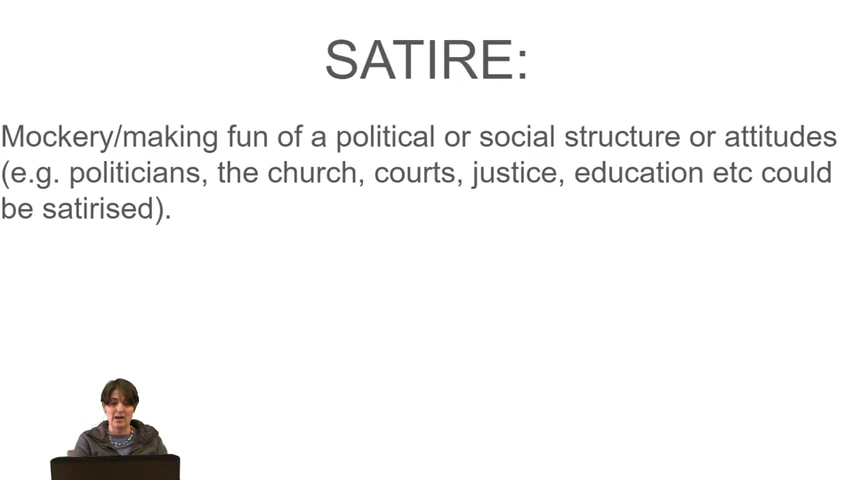 SATIRE:
Mockery/making fun of a political or social structure or attitudes
(e.g. politicians, the church, courts, justice, education etc could
be satirised).